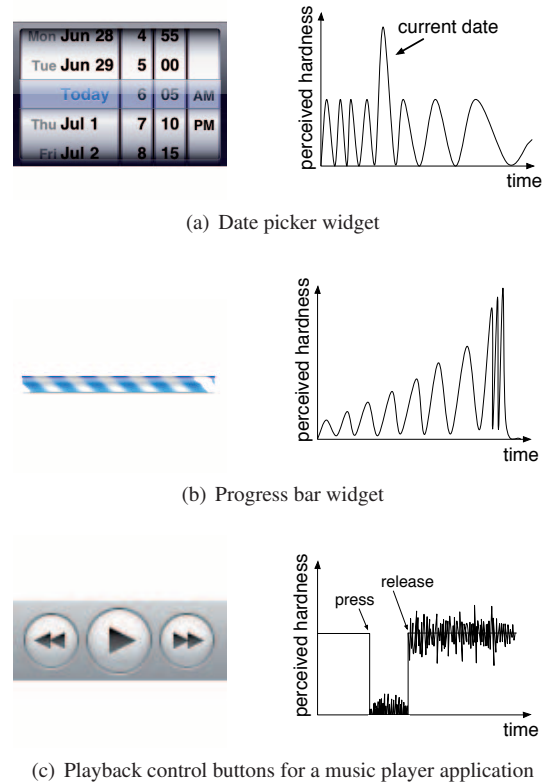 Mon Jun 28 4 55
Tue Jun 29 5 00
Today 6 05 AM
Thu Jul 1 7 10 PM
Fri Jul 2 8 15
perceived hardness
current date
time
(a) Date picker widget
perceived hardness
time
(b) Progress bar widget
perceived hardness
press
release
time
(c) Playback control buttons for a music player application